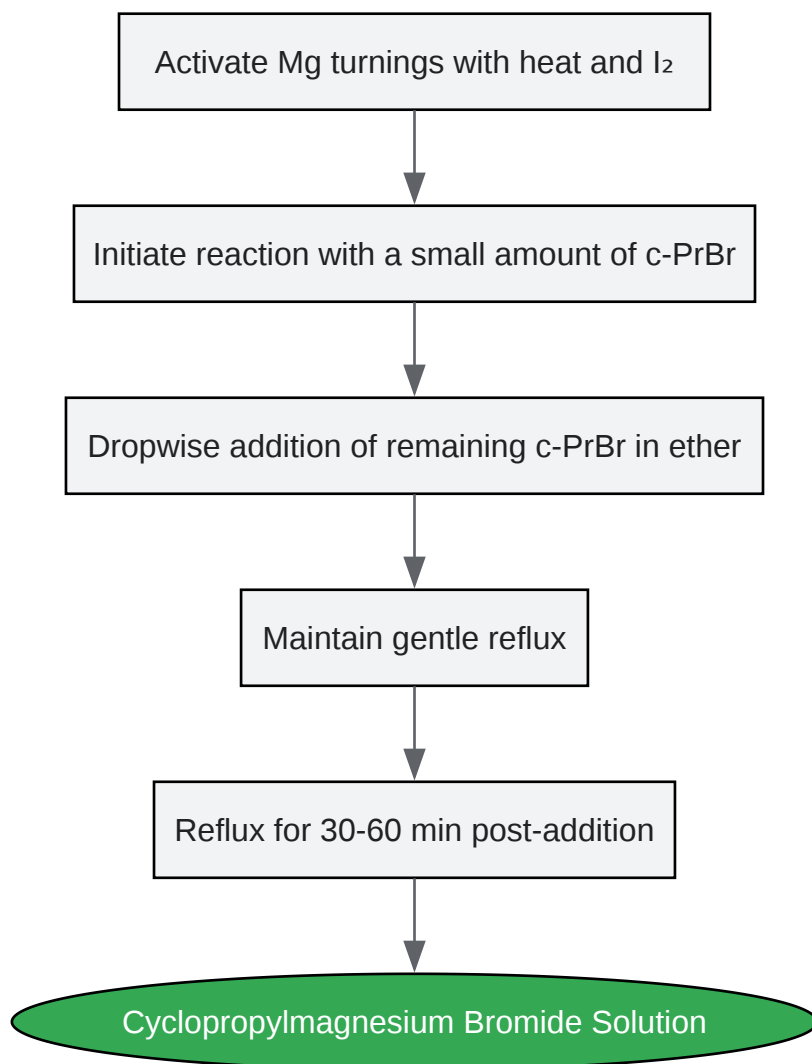 Activate Mg turnings with heat and I₂
Initiate reaction with a small amount of c-PrBr
Dropwise addition of remaining c-PrBr in ether
Maintain gentle reflux
Reflux for 30-60 min post-addition
Cyclopropylmagnesium Bromide Solution